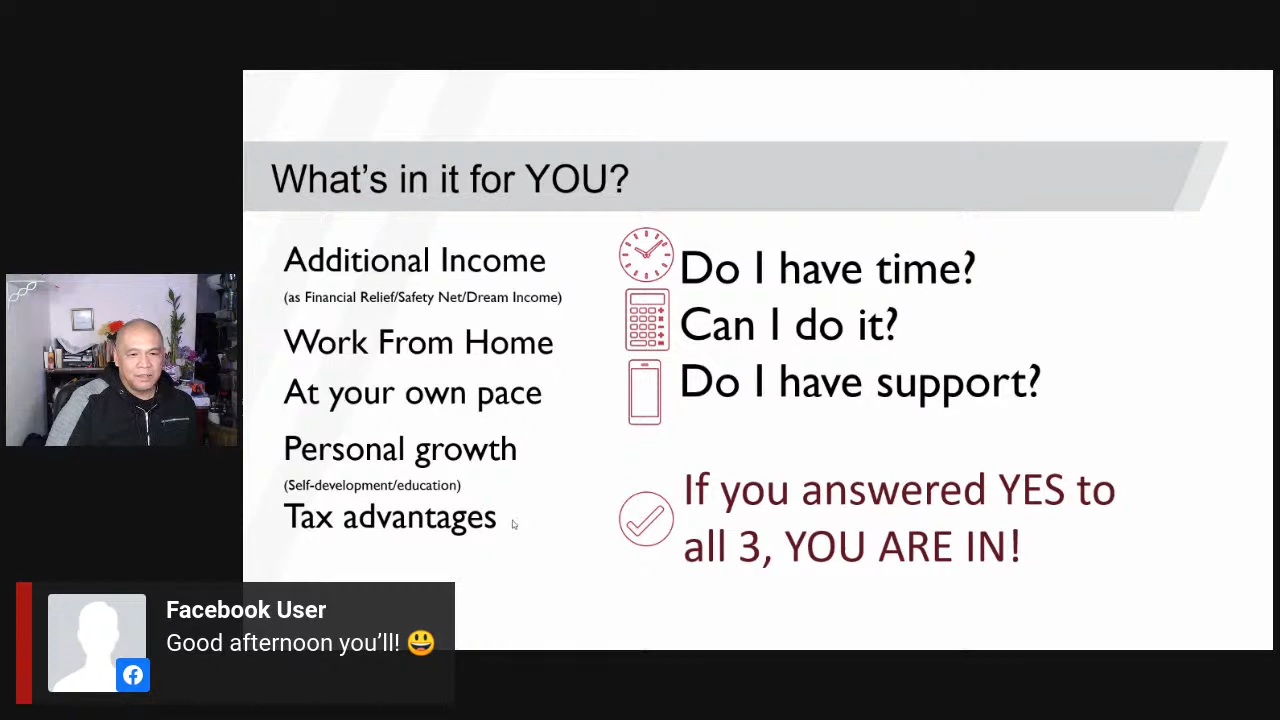 What's in it for YOU?
Additional Income
(as Financial Relief/Safety Net/Dream Income)
Work From Home
At your own pace
Personal growth
(Self-development/education)
Tax advantages
Do I have time?
Can I do it?
Do I have support?
If you answered YES to
all 3, YOU ARE IN!
Facebook User
Good afternoon you’ll! 😃